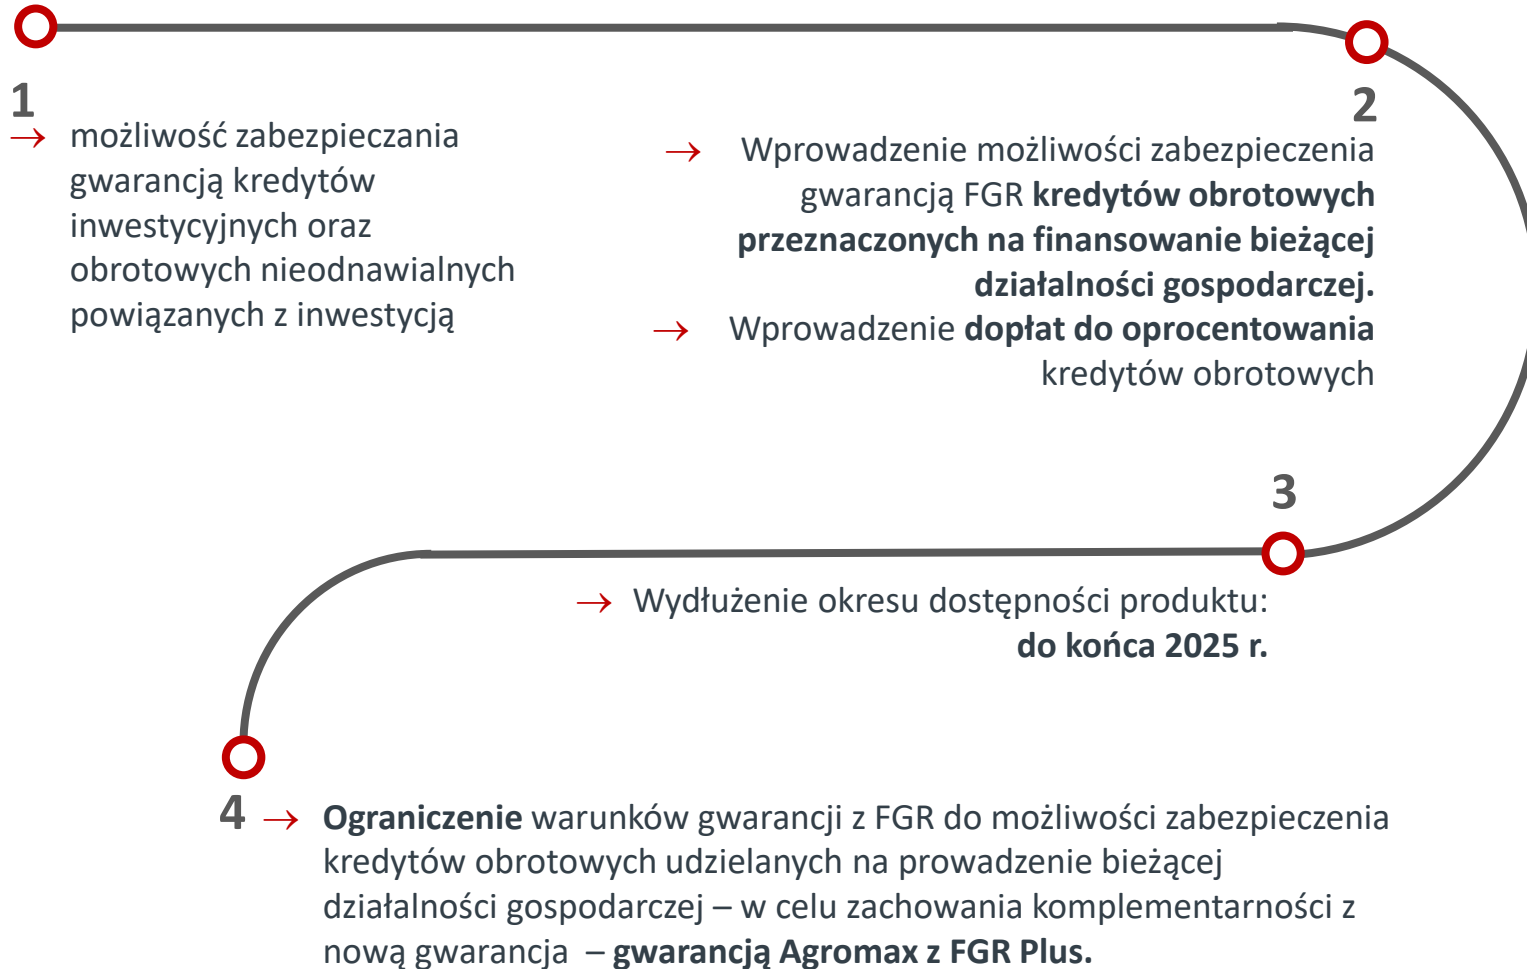 1
→ możliwość zabezpieczania
gwarancją kredytów
inwestycyjnych oraz
obrotowych nieodnawialnych
powiązanych z inwestycją
2
→ Wprowadzenie możliwości zabezpieczenia
gwarancją FGR kredytów obrotowych
przeznaczonych na finansowanie bieżącej
działalności gospodarczej.
→ Wprowadzenie dopłat do oprocentowania
kredytów obrotowych
3
→ Wydłużenie okresu dostępności produktu:
do końca 2025 r.
4 → Ograniczenie warunków gwarancji z FGR do możliwości zabezpieczenia
kredytów obrotowych udzielanych na prowadzenie bieżącej
działalności gospodarczej – w celu zachowania komplementarności z
nową gwarancja – gwarancją Agromax z FGR Plus.